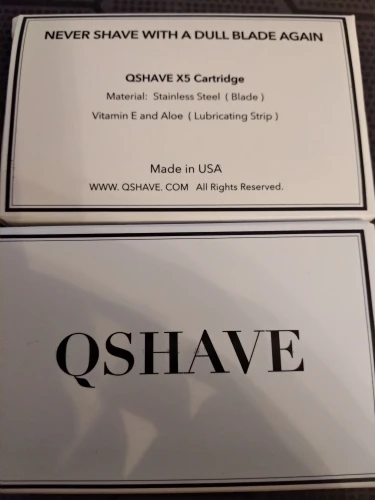 NEVER SHAVE WITH A DULL BLADE AGAIN
QSHAVE X5 Cartridge
Material: Stainless Steel ( Blade )
Vitamin E and Aloe ( Lubricating Strip )
Made in USA
WWW. QSHAVE. COM All Rights Reserved.
QSHAVE